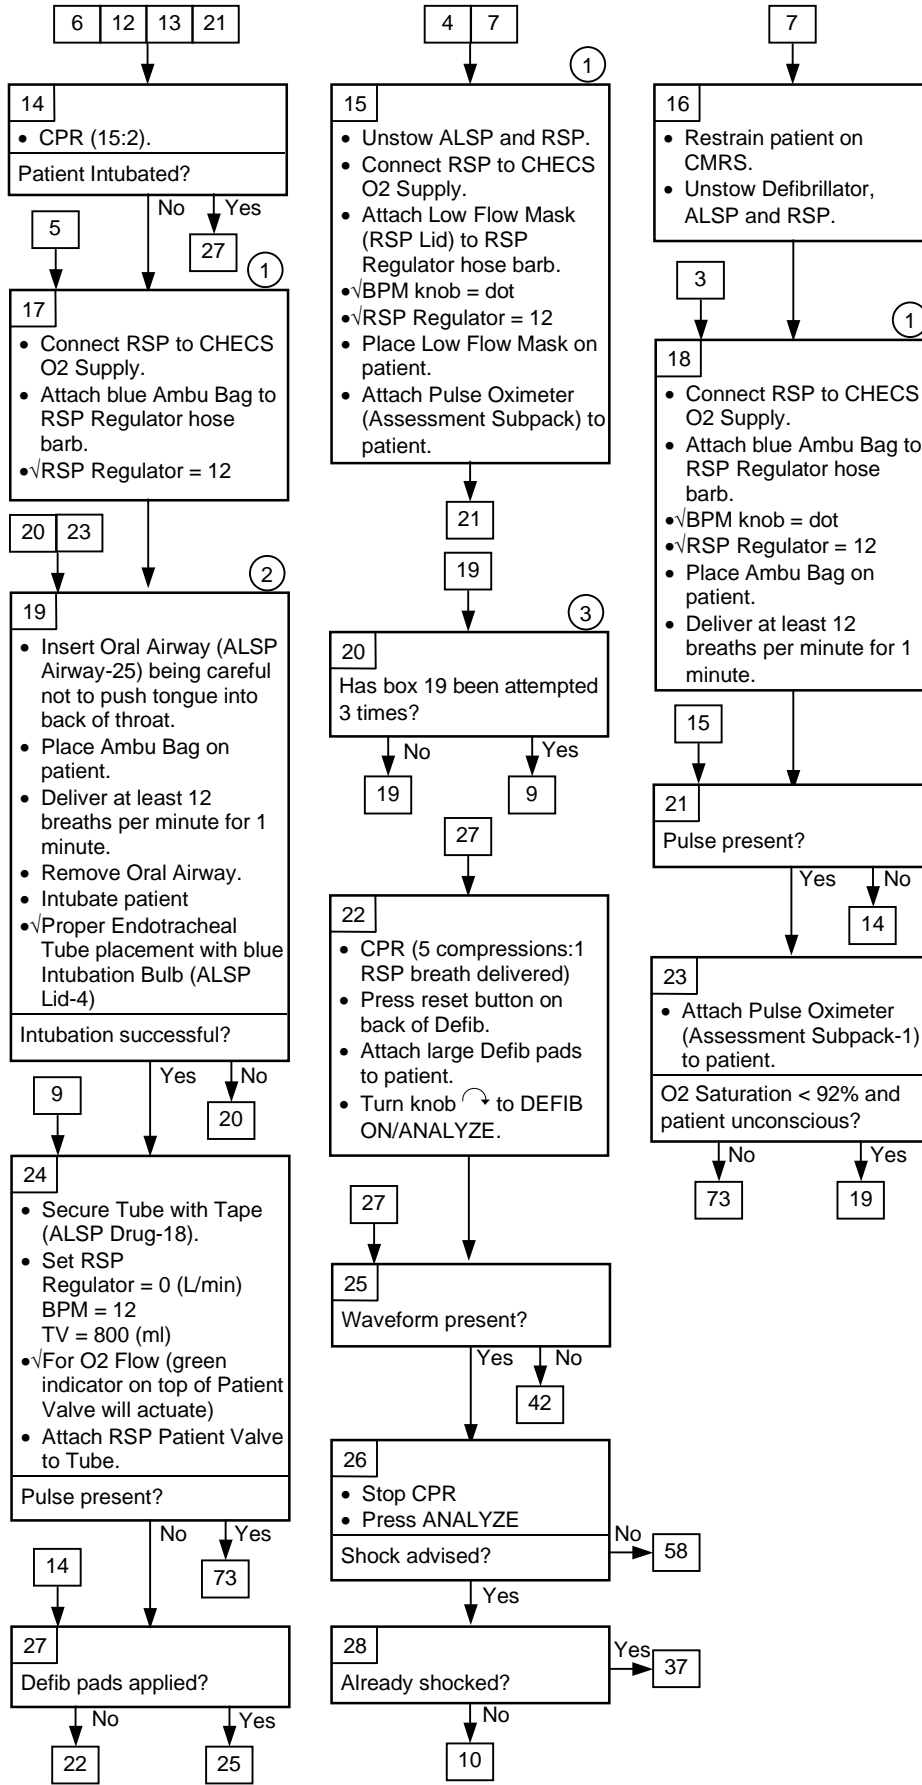 6 12 13 21
14
• CPR (15:2).
Patient Intubated?
No Yes
27
5
1
17
• Connect RSP to CHECS
O2 Supply.
• Attach blue Ambu Bag to
RSP Regulator hose
barb.
•√RSP Regulator = 12
20 23
2
19
• Insert Oral Airway (ALSP
Airway-25) being careful
not to push tongue into
back of throat.
• Place Ambu Bag on
patient.
• Deliver at least 12
breaths per minute for 1
minute.
• Remove Oral Airway.
• Intubate patient
•√Proper Endotracheal
Tube placement with blue
Intubation Bulb (ALSP
Lid-4)
Intubation successful?
Yes No
20
9
24
• Secure Tube with Tape
(ALSP Drug-18).
• Set RSP
Regulator = 0 (L/min)
BPM = 12
TV = 800 (ml)
•√For O2 Flow (green
indicator on top of Patient
Valve will actuate)
• Attach RSP Patient Valve
to Tube.
Pulse present?
No Yes
73
14
27
Defib pads applied?
No Yes
22 25
4 7
1
15
• Unstow ALSP and RSP.
• Connect RSP to CHECS
O2 Supply.
• Attach Low Flow Mask
(RSP Lid) to RSP
Regulator hose barb.
•√BPM knob = dot
•√RSP Regulator = 12
• Place Low Flow Mask on
patient.
• Attach Pulse Oximeter
(Assessment Subpack) to
patient.
21
19
3
20
Has box 19 been attempted
3 times?
No Yes
19 9
27
22
• CPR (5 compressions:1
RSP breath delivered)
• Press reset button on
back of Defib.
• Attach large Defib pads
to patient.
• Turn knob ↷ to DEFIB
ON/ANALYZE.
27
25
Waveform present?
Yes No
42
26
• Stop CPR
• Press ANALYZE
Shock advised?
No
58
Yes
28
Already shocked?
Yes
37
No
10
7
16
• Restrain patient on
CMRS.
• Unstow Defibrillator,
ALSP and RSP.
3
1
18
• Connect RSP to CHECS
O2 Supply.
• Attach blue Ambu Bag to
RSP Regulator hose
barb.
•√BPM knob = dot
•√RSP Regulator = 12
• Place Ambu Bag on
patient.
• Deliver at least 12
breaths per minute for 1
minute.
15
21
Pulse present?
Yes No
14
23
• Attach Pulse Oximeter
(Assessment Subpack-1)
to patient.
O2 Saturation < 92% and
patient unconscious?
No Yes
73 19